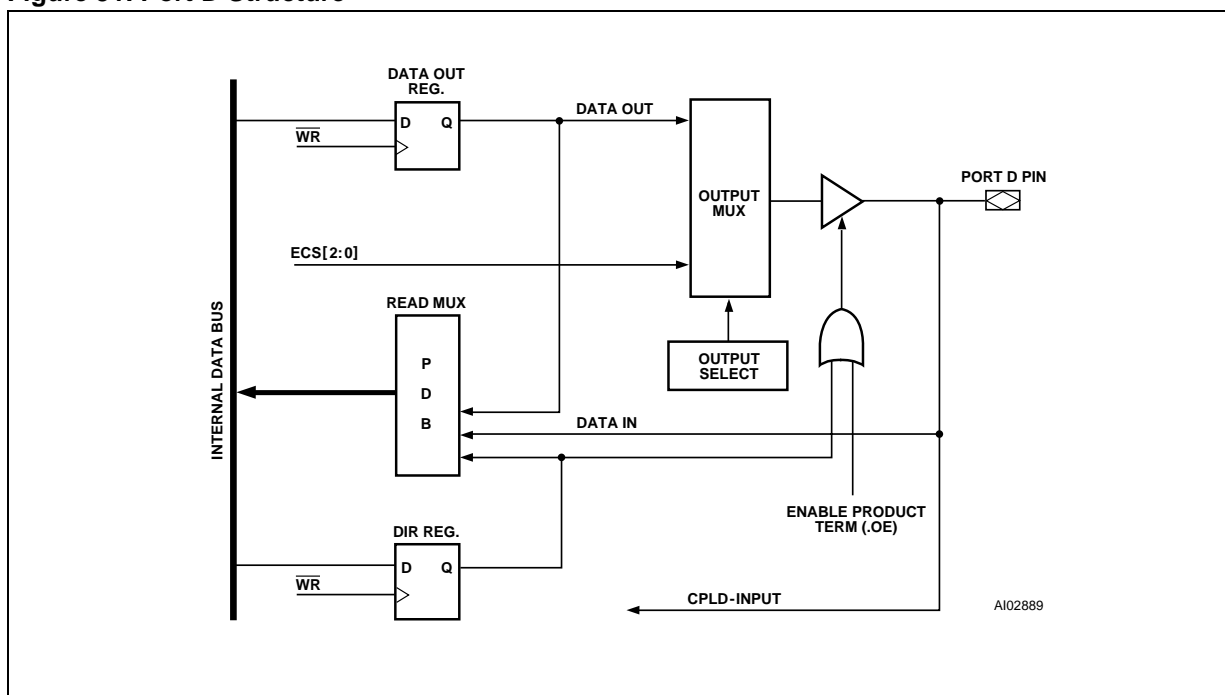 DATA OUT
REG.
D Q
WR
DATA OUT
OUTPUT
MUX
PORT D PIN
ECS[2:0]
READ MUX
P
D
B
INTERNAL DATA BUS
OUTPUT
SELECT
DATA IN
ENABLE PRODUCT
TERM (.OE)
DIR REG.
D Q
WR
CPLD-INPUT
AI02889